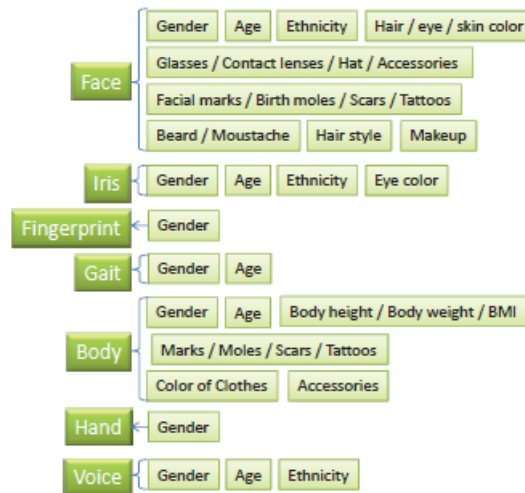 Face
Gender Age Ethnicity Hair / eye / skin color
Glasses / Contact lenses / Hat / Accessories
Facial marks / Birth moles / Scars / Tattoos
Beard / Moustache Hair style Makeup
Iris Gender Age Ethnicity Eye color
Fingerprint Gender
Gait Gender Age
Body
Gender Age Body height / Body weight / BMI
Marks / Moles / Scars / Tattoos
Color of Clothes Accessories
Hand Gender
Voice Gender Age Ethnicity